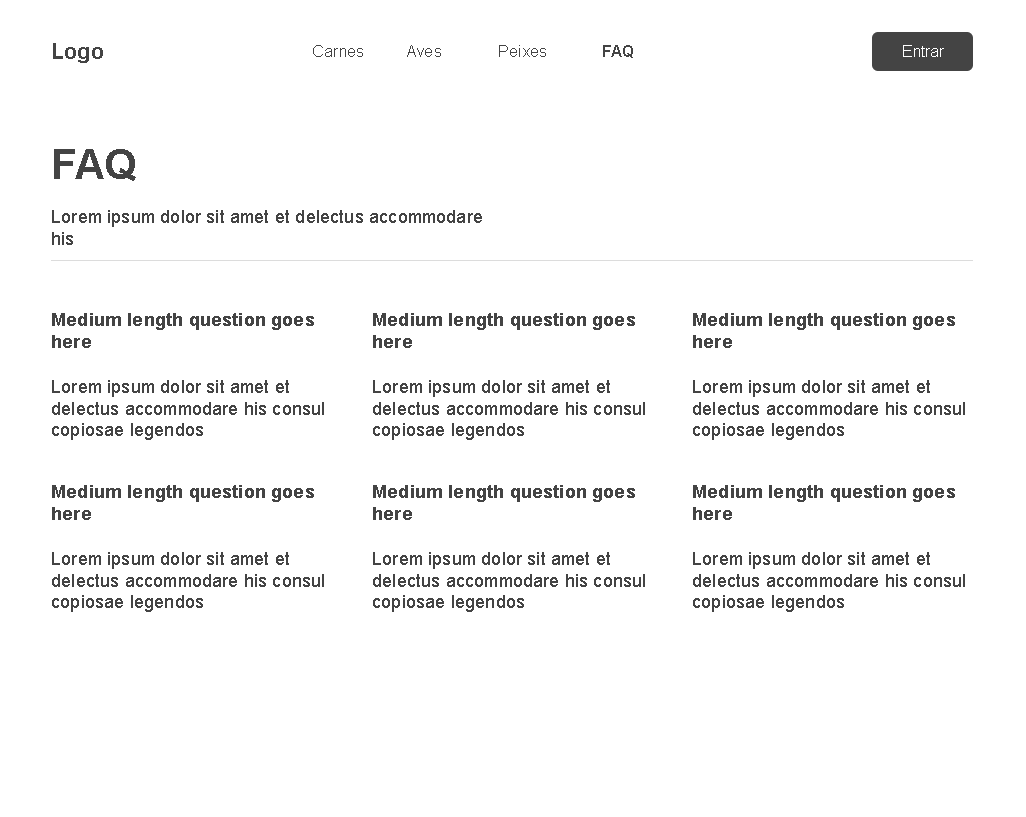 Logo
Carnes
Aves
Peixes
FAQ
Entrar
FAQ
Lorem ipsum dolor sit amet et delectus accommodare
his
Medium length question goes
here
Lorem ipsum dolor sit amet et
delectus accommodare his consul
copiosae legendos
Medium length question goes
here
Lorem ipsum dolor sit amet et
delectus accommodare his consul
copiosae legendos
Medium length question goes
here
Lorem ipsum dolor sit amet et
delectus accommodare his consul
copiosae legendos
Medium length question goes
here
Lorem ipsum dolor sit amet et
delectus accommodare his consul
copiosae legendos
Medium length question goes
here
Lorem ipsum dolor sit amet et
delectus accommodare his consul
copiosae legendos
Medium length question goes
here
Lorem ipsum dolor sit amet et
delectus accommodare his consul
copiosae legendos